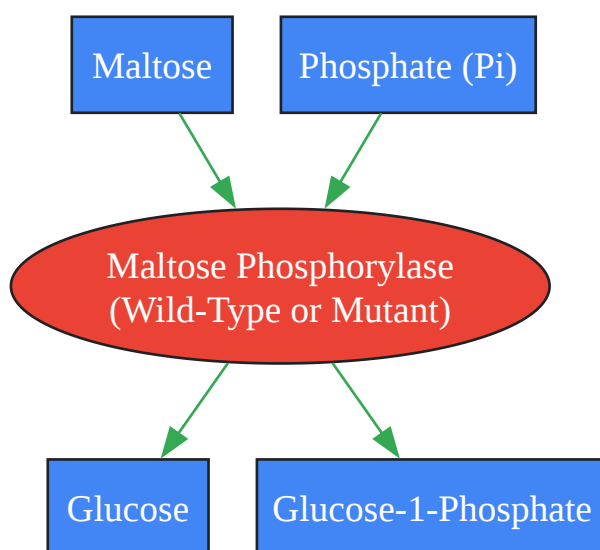 Maltose
Phosphate (Pi)
Maltose Phosphorylase
(Wild-Type or Mutant)
Glucose
Glucose-1-Phosphate